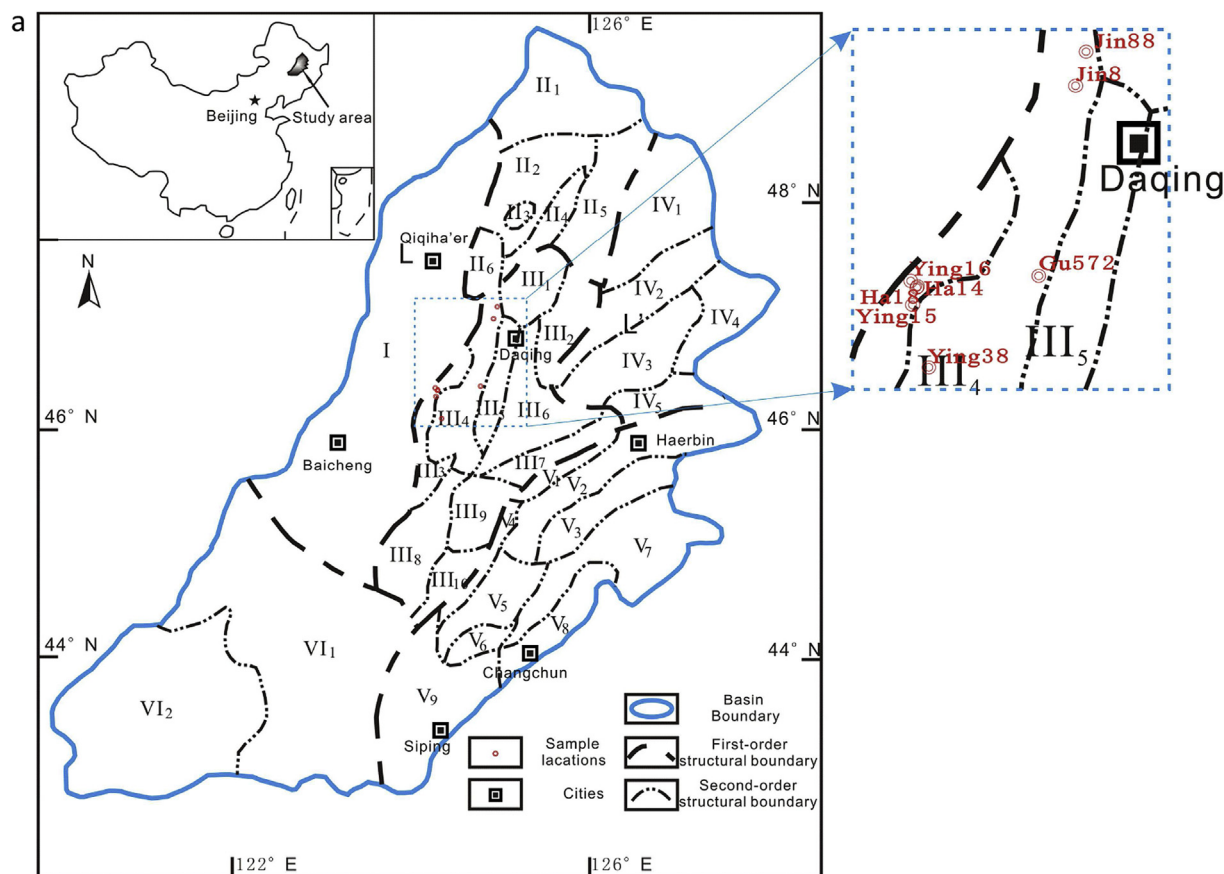 a
126° E
Beijing
Study area
N
48° N
46° N
44° N
II1
II2
II3
II4
II5
II6
IV1
Qiqiha'er
L
III1
IV2
L'
IV4
III2
I
Daqing
IV3
III4
III5
III6
IV5
46° N
Baicheng
Haerbin
III3
III7
V1
V2
III9
V4
V3
V7
III8
III10
V5
V6
V8
44° N
Changchun
VI1
VI2
V9
Siping
Basin
Boundary
Sample
lacations
First-order
structural boundary
Cities
Second-order
structural boundary
122° E
126° E
Jin88
Jin8
Daqing
Ying16
Gu572
Ha18
Ha14
Ying15
Ying38
III4
III5